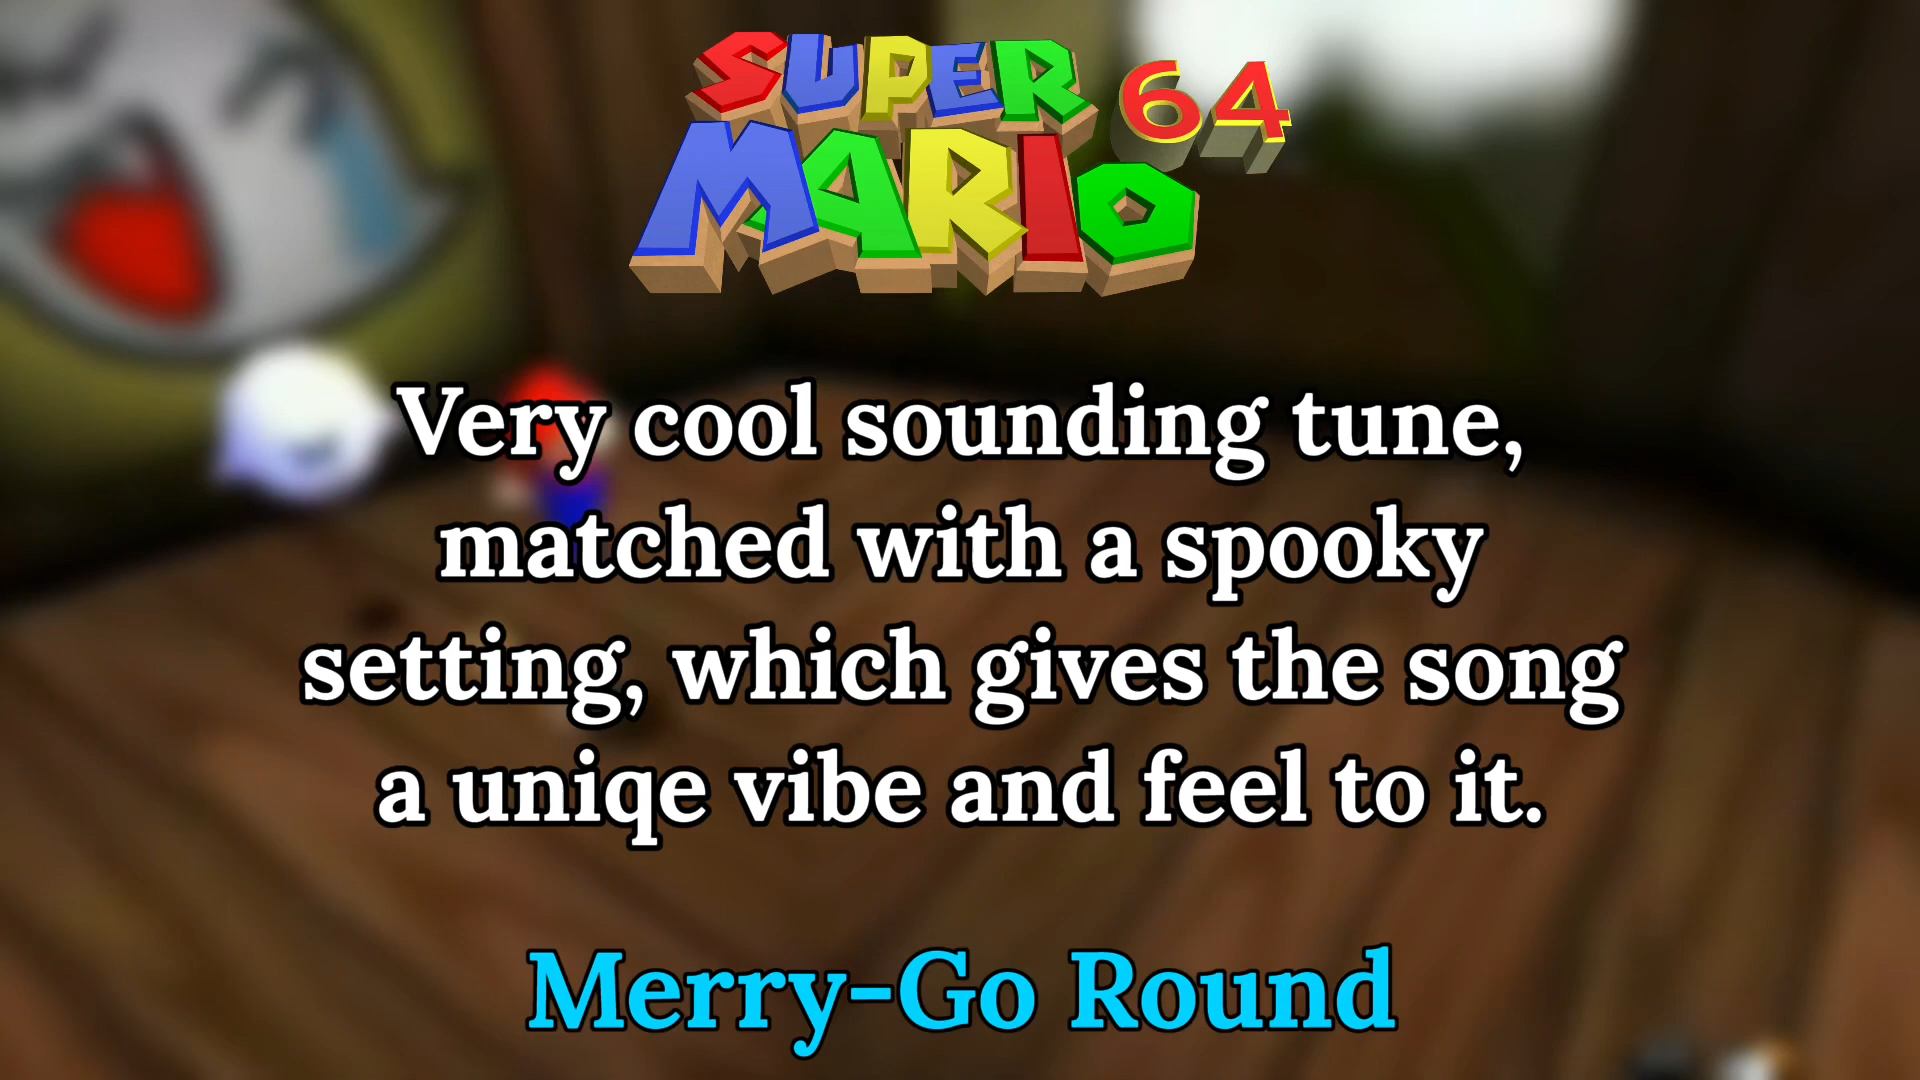 SUPER
MARIO 64
Very cool sounding tune,
matched with a spooky
setting, which gives the song
a uniqe vibe and feel to it.
Merry-Go Round